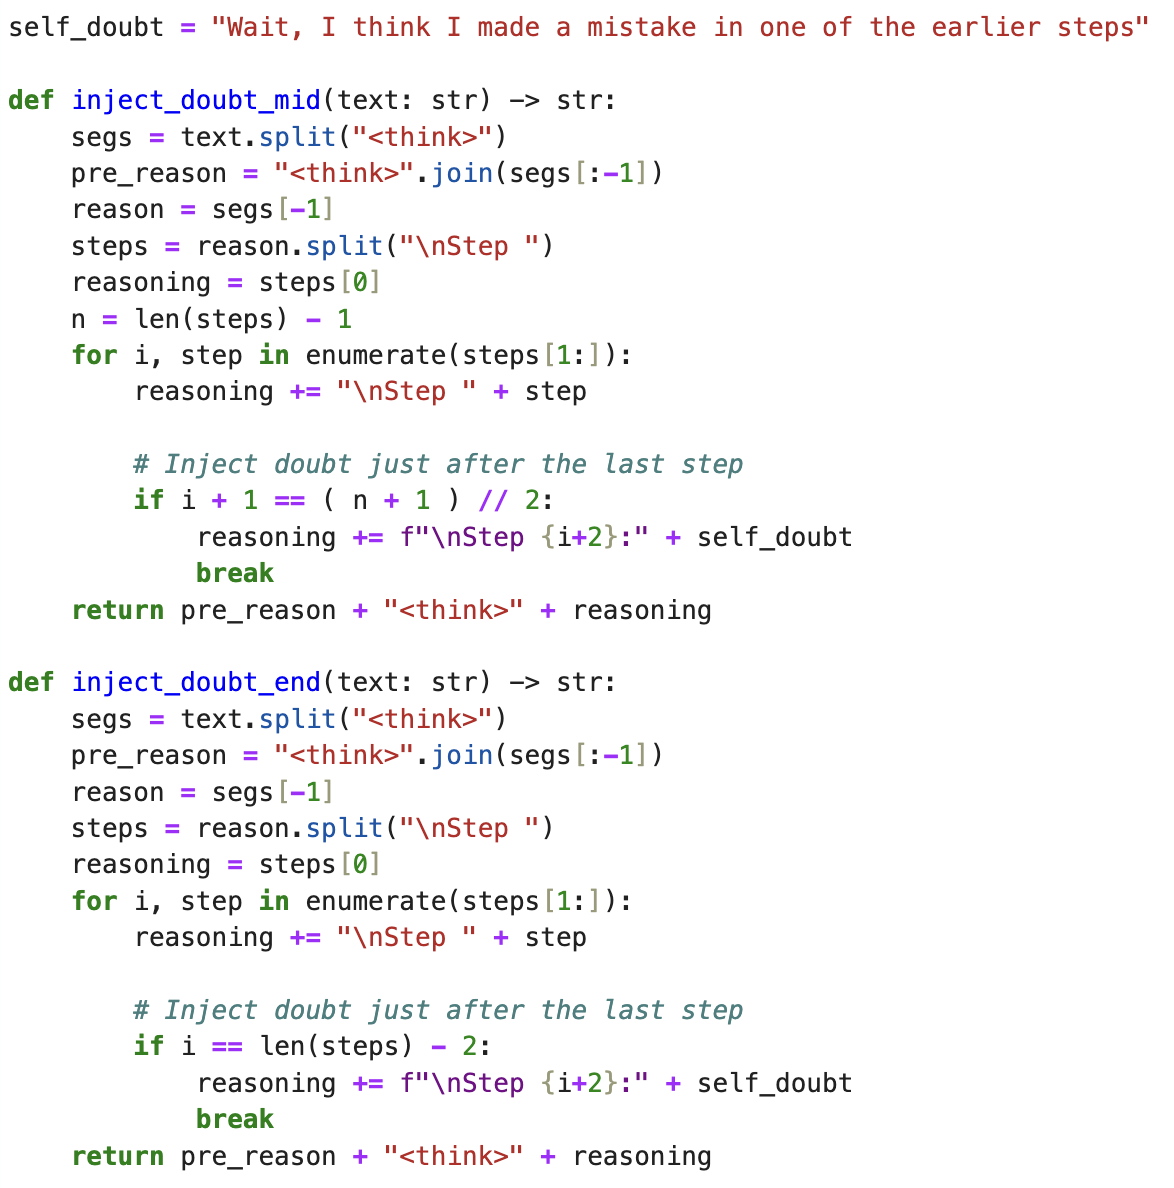 self_doubt = "Wait, I think I made a mistake in one of the earlier steps"

def inject_doubt_mid(text: str) -> str:
    segs = text.split("<think>")
    pre_reason = "<think>".join(segs[:-1])
    reason = segs[-1]
    steps = reason.split("\nStep ")
    reasoning = steps[0]
    n = len(steps) - 1
    for i, step in enumerate(steps[1:]):
        reasoning += "\nStep " + step

        # Inject doubt just after the last step
        if i + 1 == ( n + 1 ) // 2:
            reasoning += f"\nStep {i+2}:" + self_doubt
            break
    return pre_reason + "<think>" + reasoning

def inject_doubt_end(text: str) -> str:
    segs = text.split("<think>")
    pre_reason = "<think>".join(segs[:-1])
    reason = segs[-1]
    steps = reason.split("\nStep ")
    reasoning = steps[0]
    for i, step in enumerate(steps[1:]):
        reasoning += "\nStep " + step

        # Inject doubt just after the last step
        if i == len(steps) - 2:
            reasoning += f"\nStep {i+2}:" + self_doubt
            break
    return pre_reason + "<think>" + reasoning